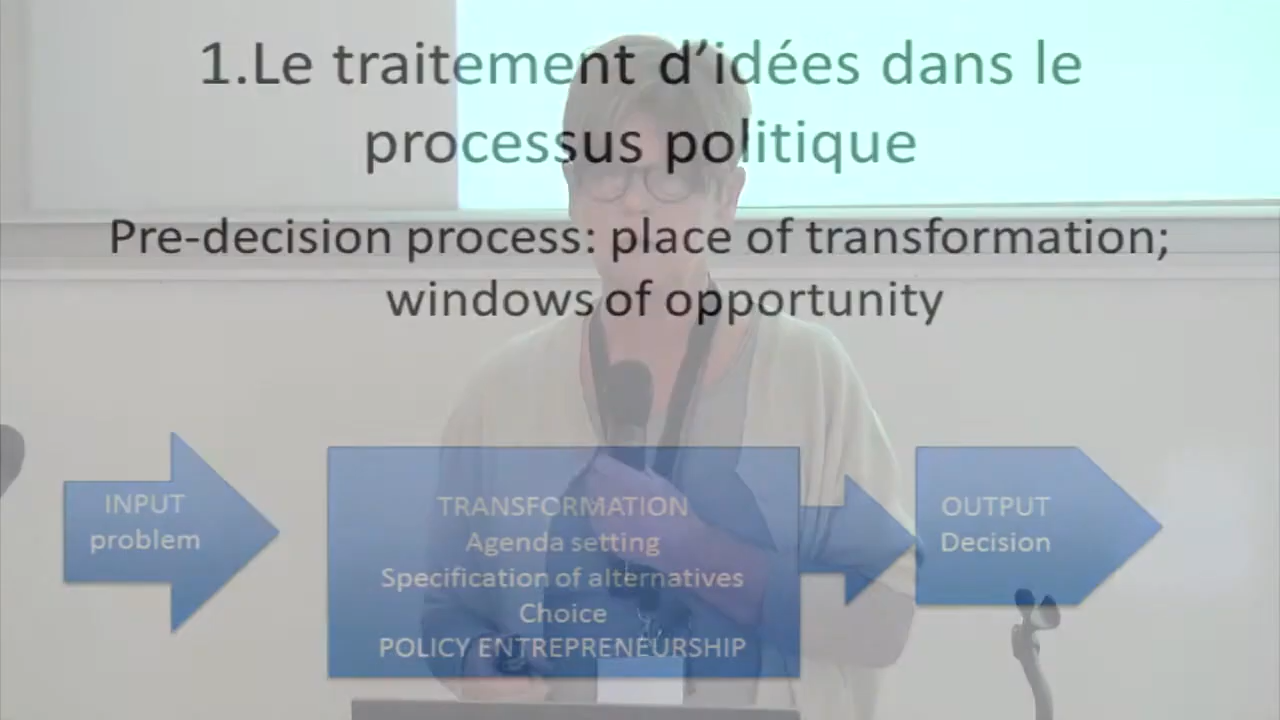 1.Le traitement d'idées dans le
processus politique
Pre-decision process: place of transformation;
windows of opportunity
INPUT
problem
TRANSFORMATION
Agenda setting
Specification of alternatives
Choice
POLICY ENTREPRENEURSHIP
OUTPUT
Decision